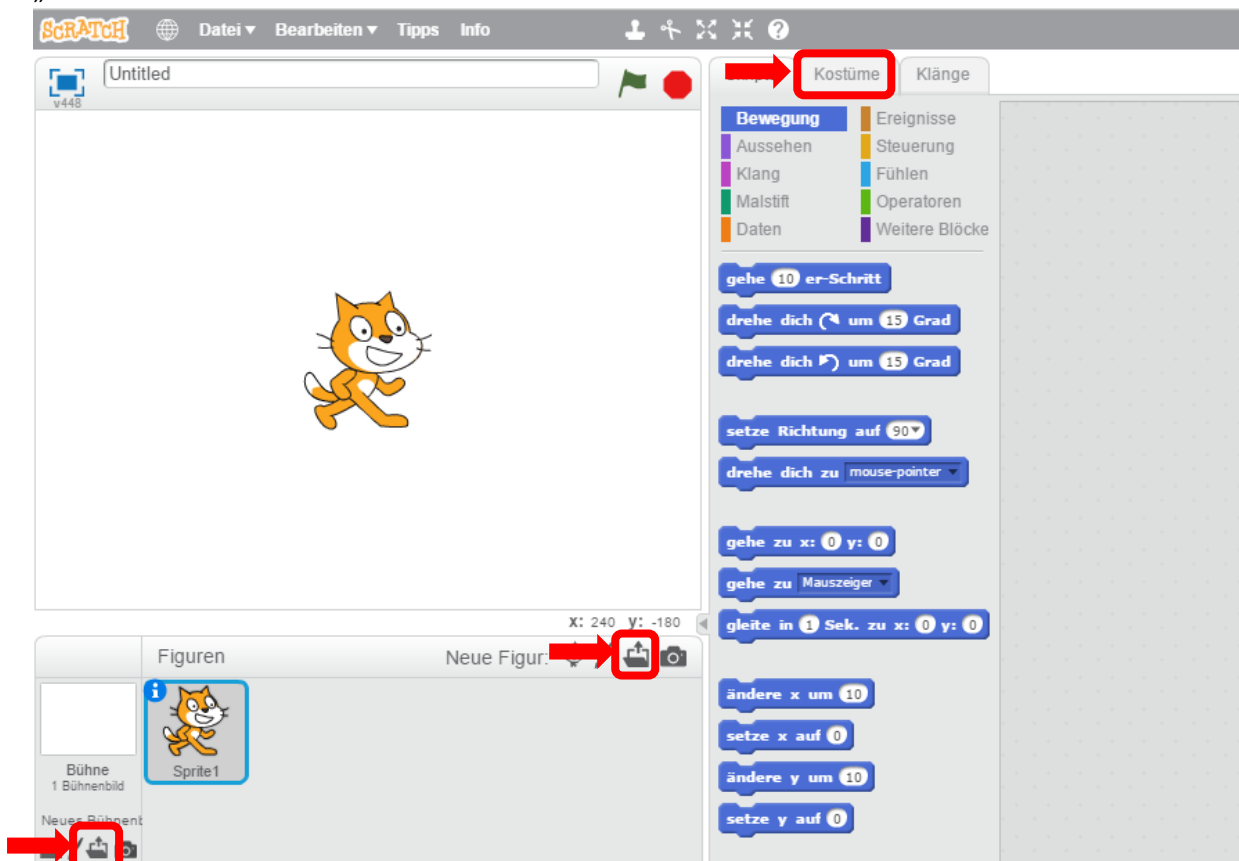 „
SCRATCH Datei Bearbeiten Tipps Info
v448
Untitled
Kostüme Klänge
Bewegung Ereignisse
Aussehen Steuerung
Klang Fühlen
Malstift Operatoren
Daten Weitere Blöcke
gehe 10 er-Schritt
drehe dich um 15 Grad
drehe dich um 15 Grad
setze Richtung auf 90
drehe dich zu mouse-pointer
gehe zu x: 0 y: 0
gehe zu Mauszeiger
gleite in 1 Sek. zu x: 0 y: 0
ändere x um 10
setze x auf 0
ändere y um 10
setze y auf 0
X: 240 y: -180
Figuren Neue Figur:
Bühne
1 Bühnenbild
Sprite1
Neues